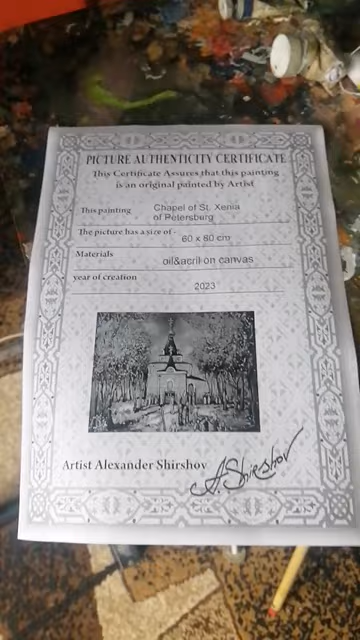 PICTURE AUTHENTICITY CERTIFICATE
This Certificate Assures that this painting
is an original painted by Artist
This painting Chapel of St. Xenia
of Petersburg
The picture has a size of - 60 x 80 cm
Materials oil&acril on canvas
year of creation 2023
Artist Alexander Shirshov A. Shirshov